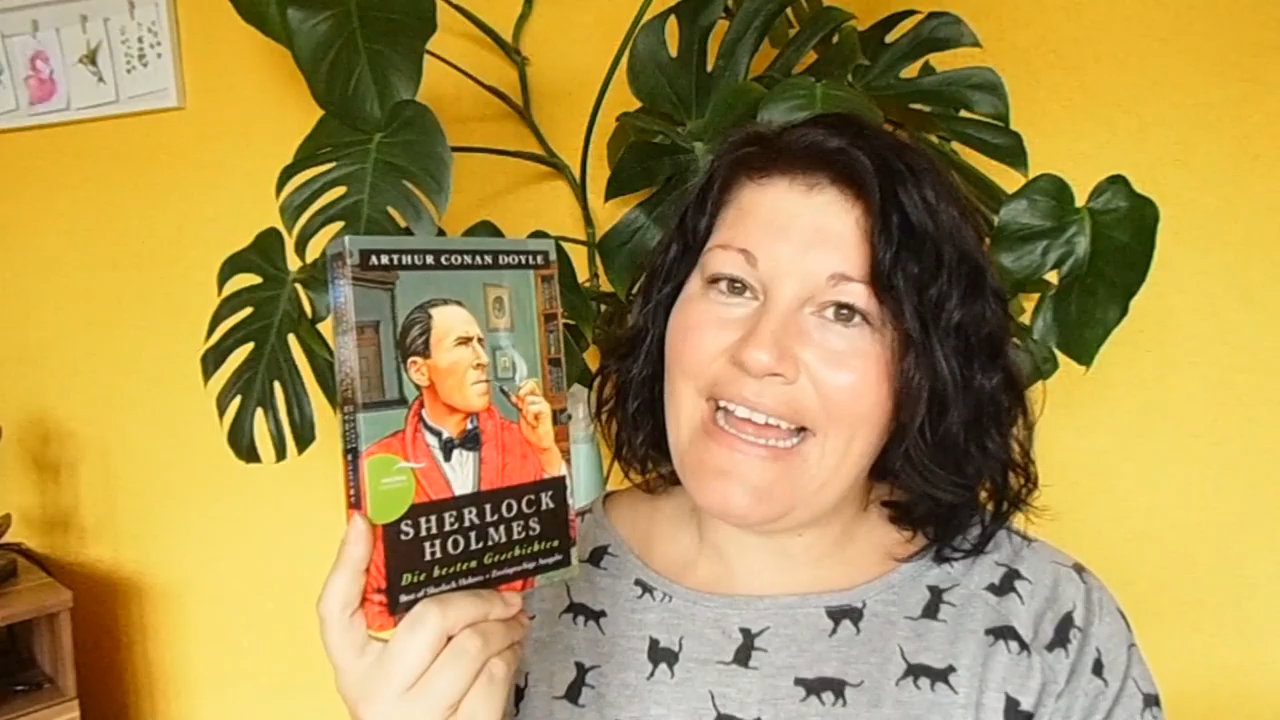 ARTHUR CONAN DOYLE
SHERLOCK
HOLMES
Die besten Geschichten
Best of Sherlock Holmes • Zweisprachige Ausgabe